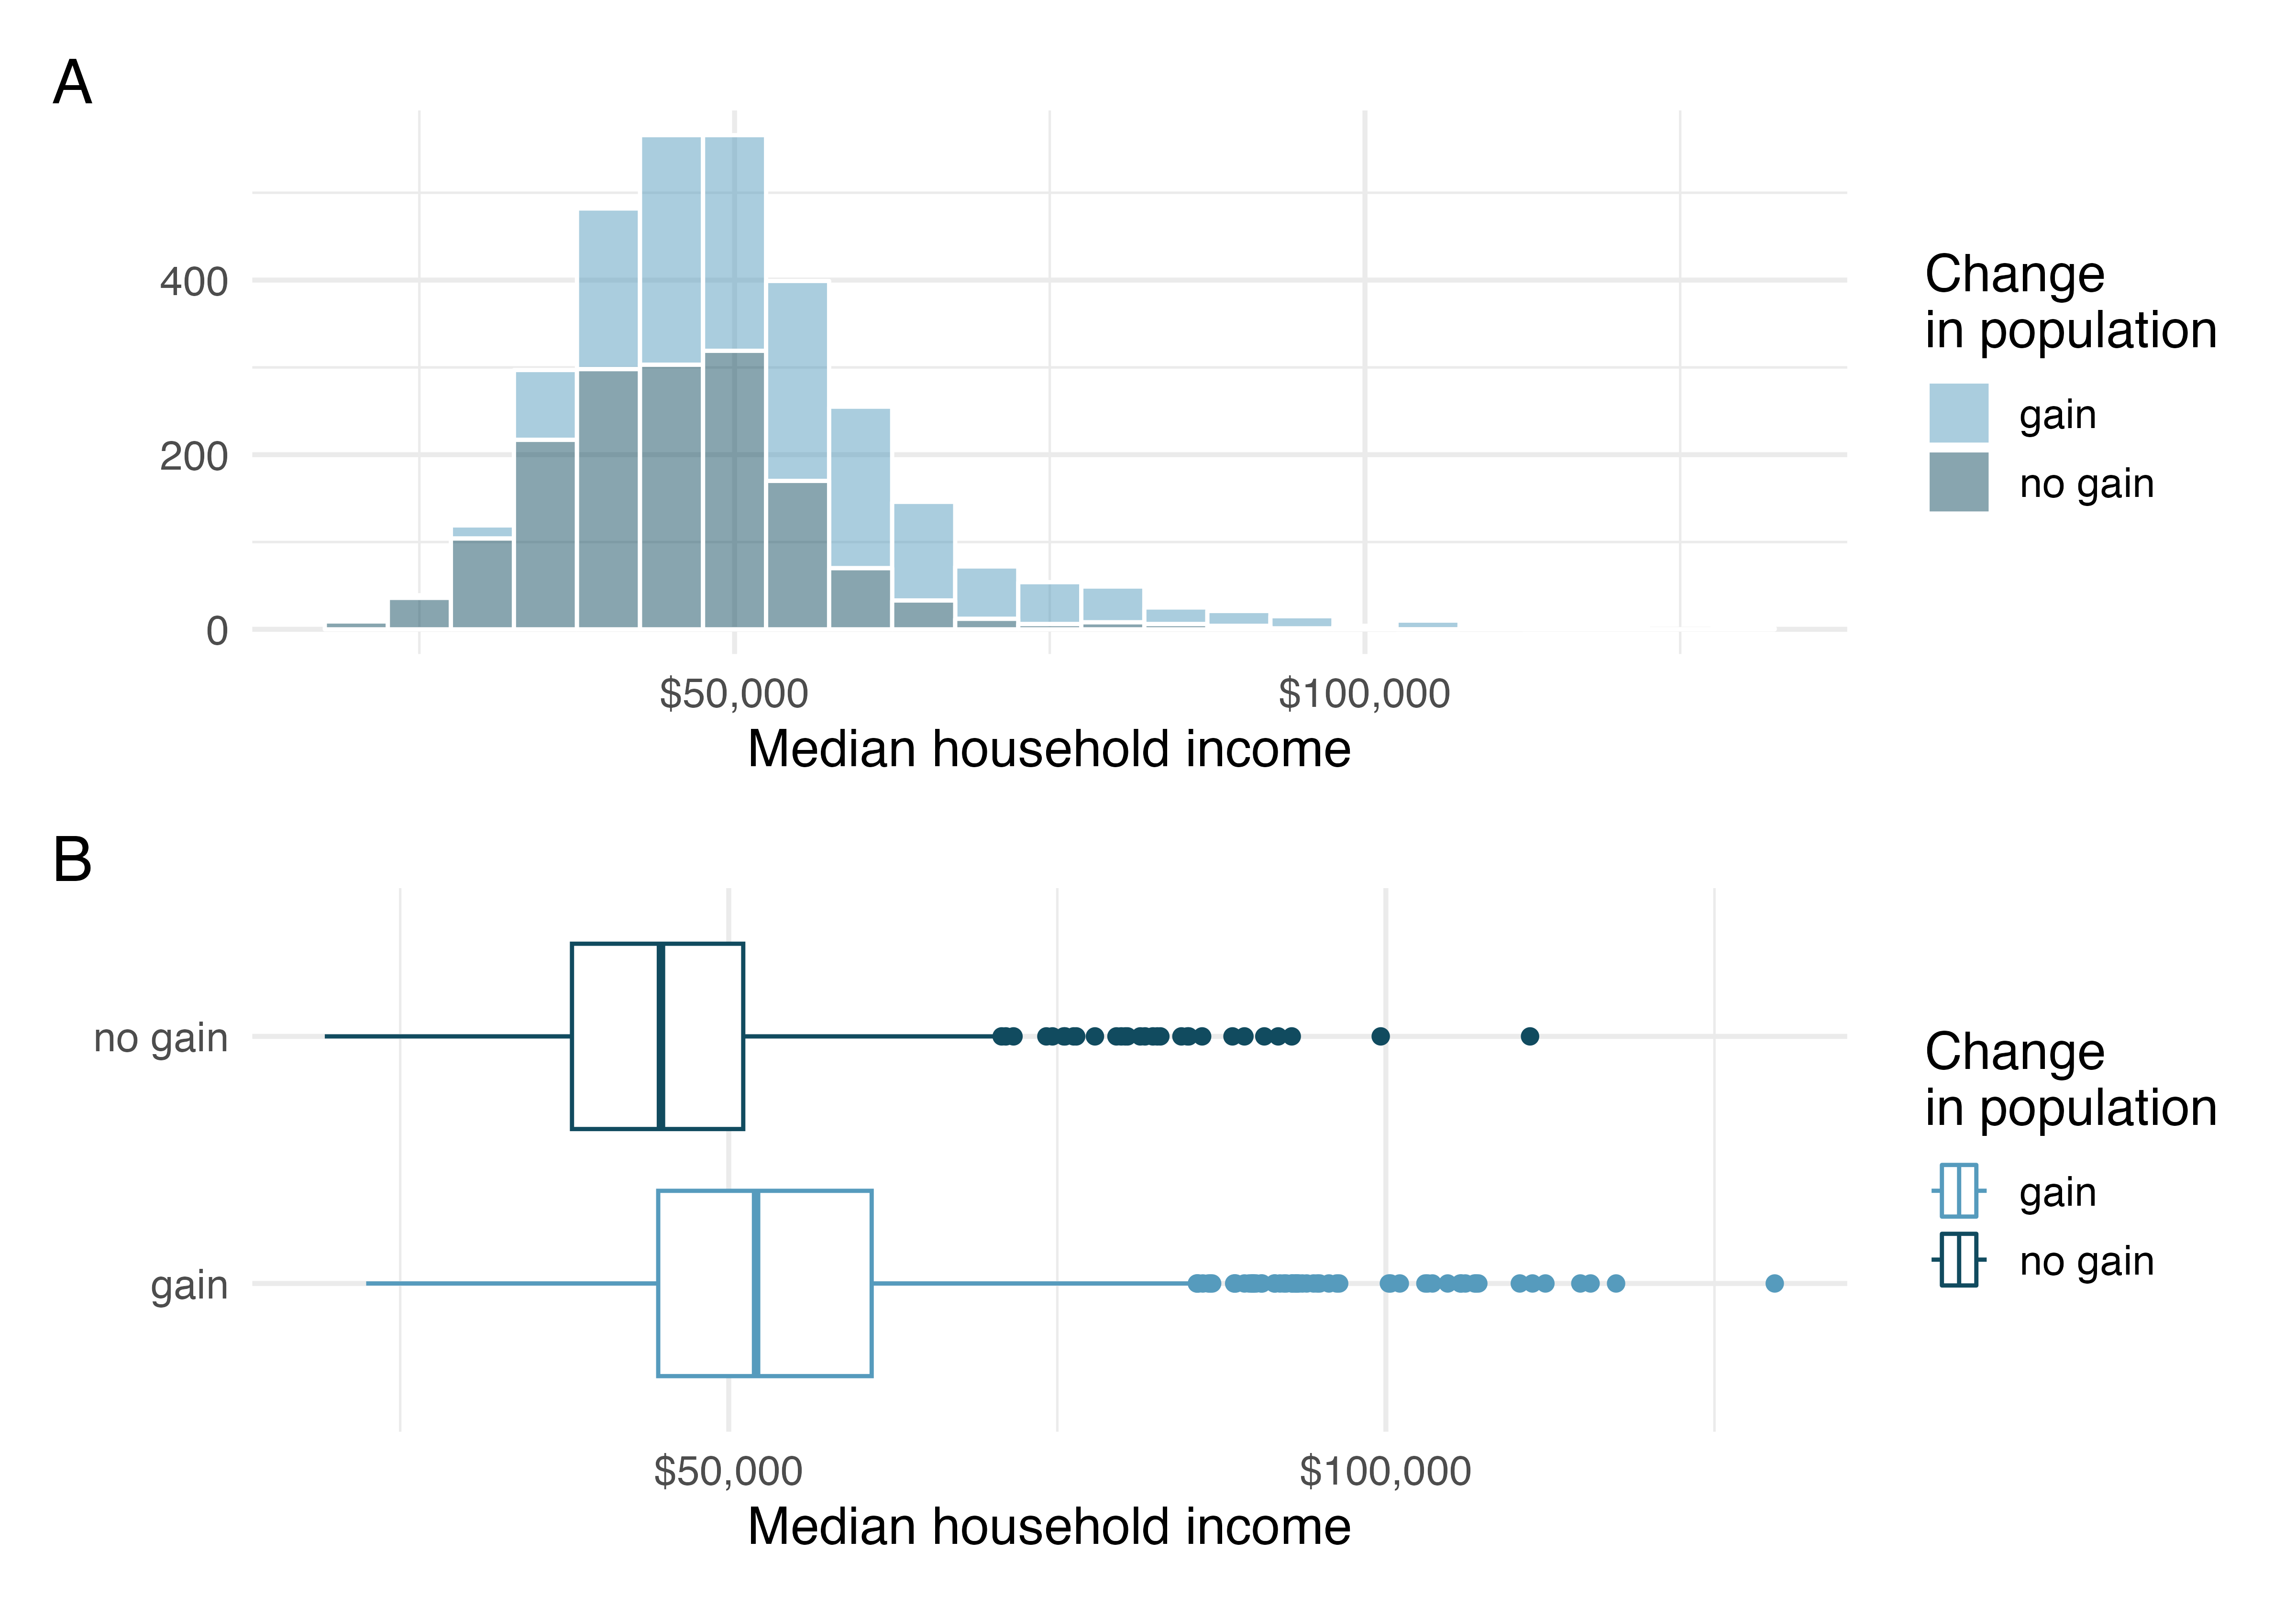 A
400
200
0
$50,000
$100,000
Median household income
Change
in population
gain
no gain
B
no gain
gain
$50,000
$100,000
Median household income
Change
in population
gain
no gain